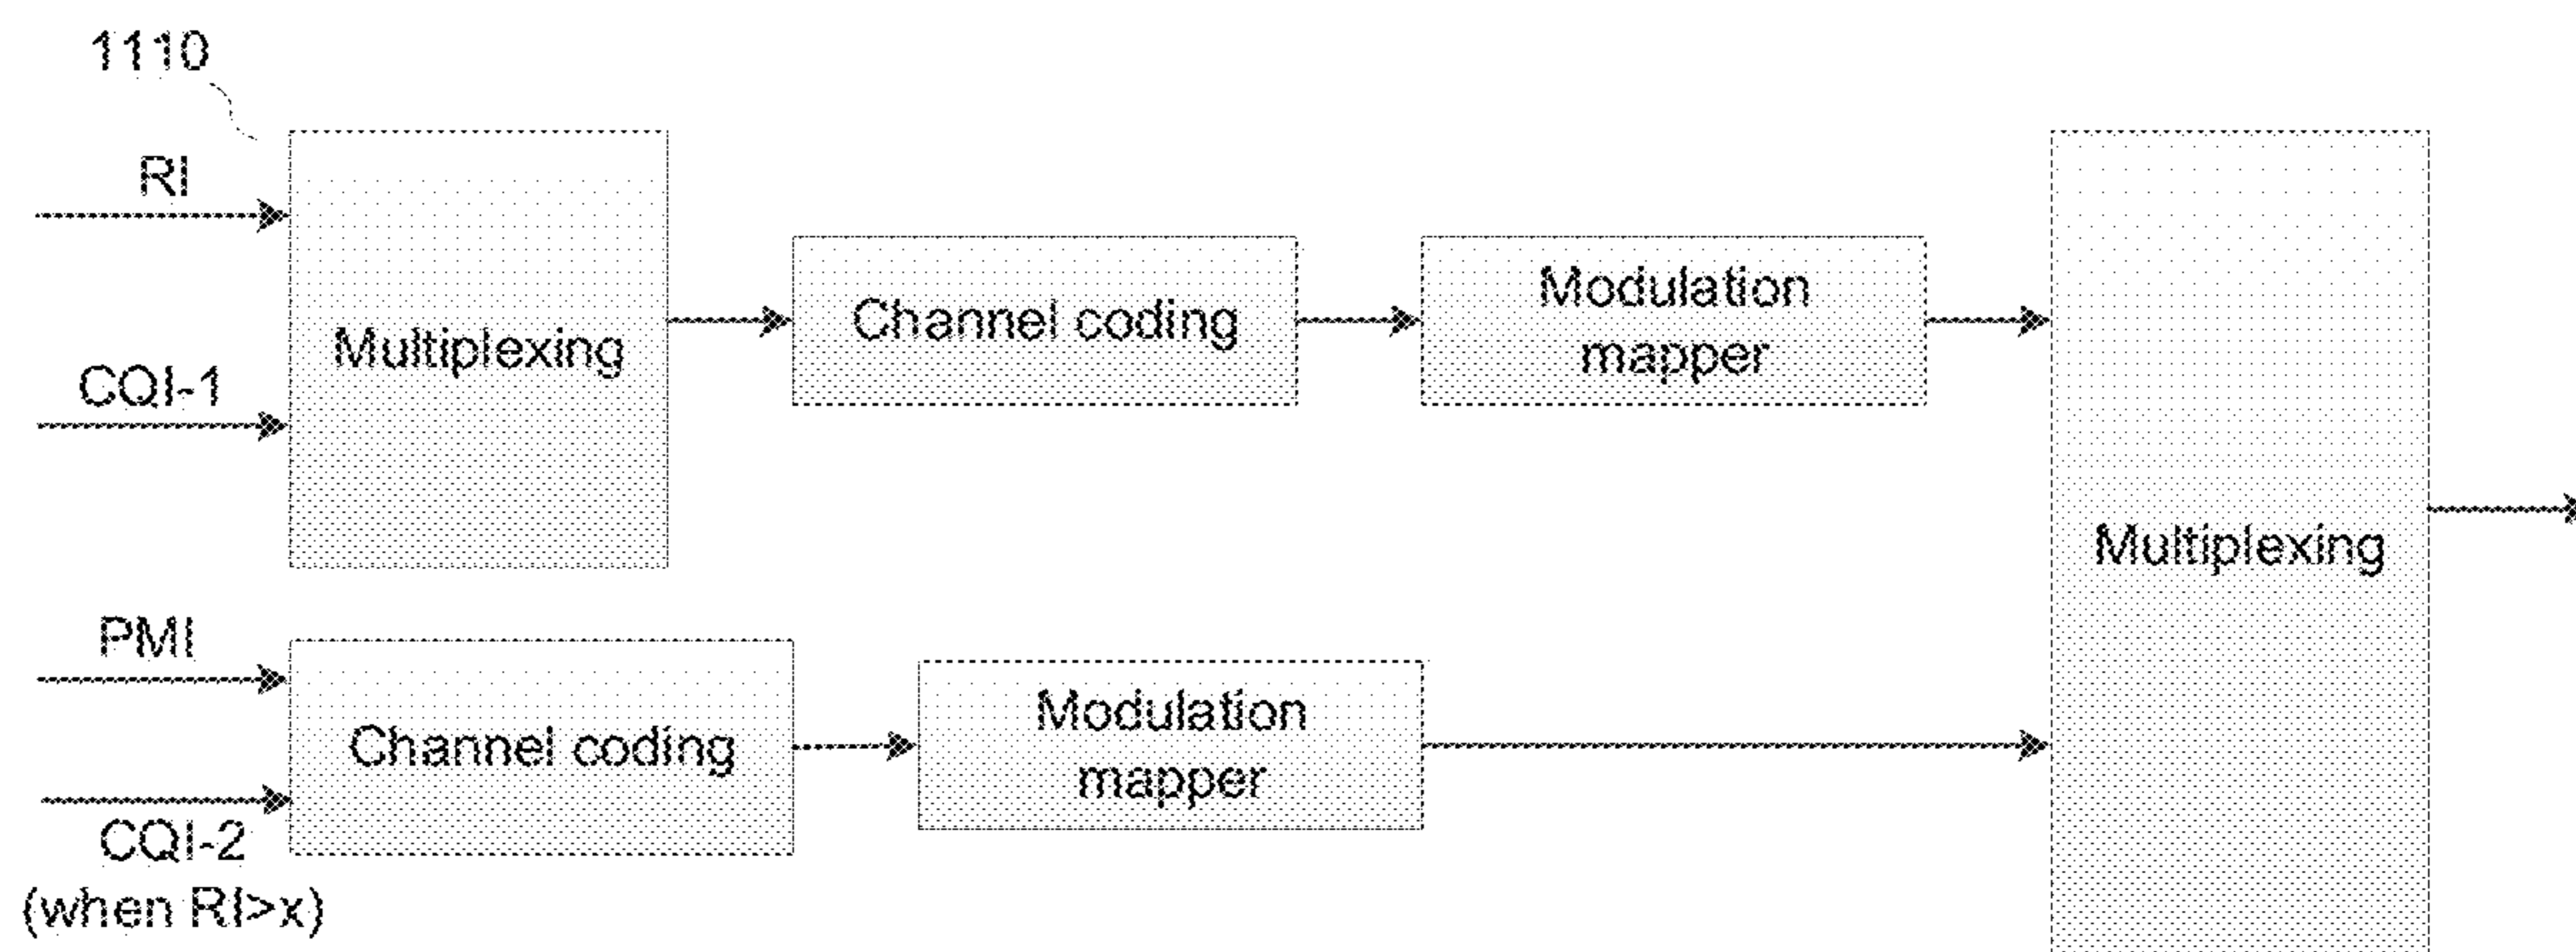 1110
RI
CQI-1
Multiplexing
Channel coding
Modulation
mapper
Multiplexing
PMI
CQI-2
(when RI>x)
Channel coding
Modulation
mapper